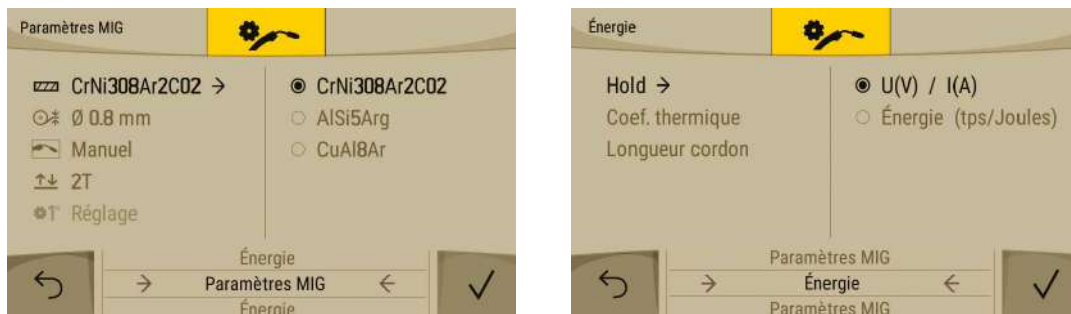 Paramètres MIG
CrNi308Ar2CO2 →
Ø 0.8 mm
Manuel
2T
Réglage
CrNi308Ar2CO2
AlSi5Arg
CuAl8Ar
Énergie
→ Paramètres MIG ←
Énergie
Énergie
Hold →
Coef. thermique
Longueur cordon
U(V) / I(A)
Énergie (tps/Joules)
Paramètres MIG
→ Énergie ←
Paramètres MIG